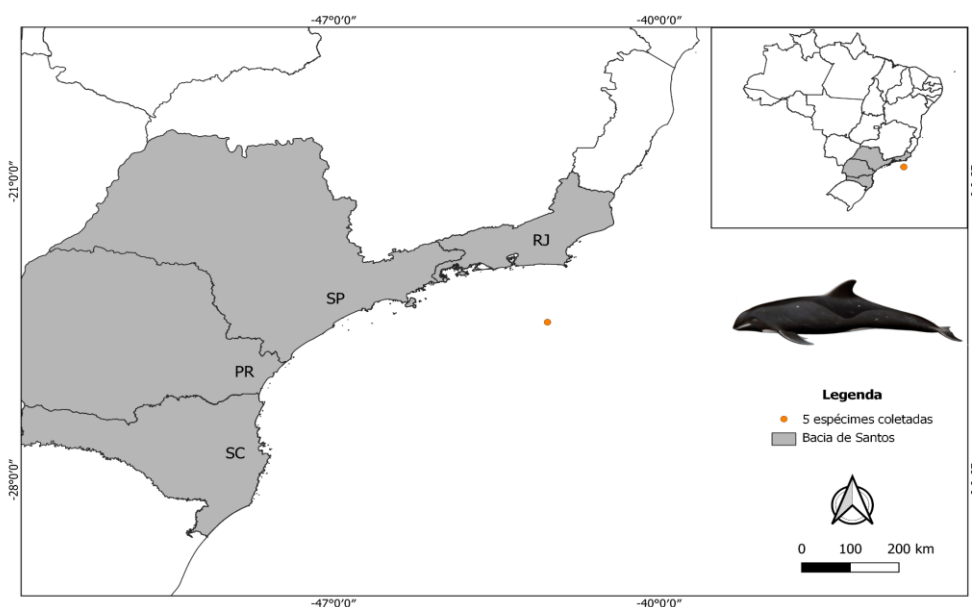 -47°0'0" -40°0'0"
-21°0'0"
RJ
SP
PR
SC
-28°0'0"
Legenda
5 espécimes coletadas
Bacia de Santos
0 100 200 km
-47°0'0" -40°0'0"